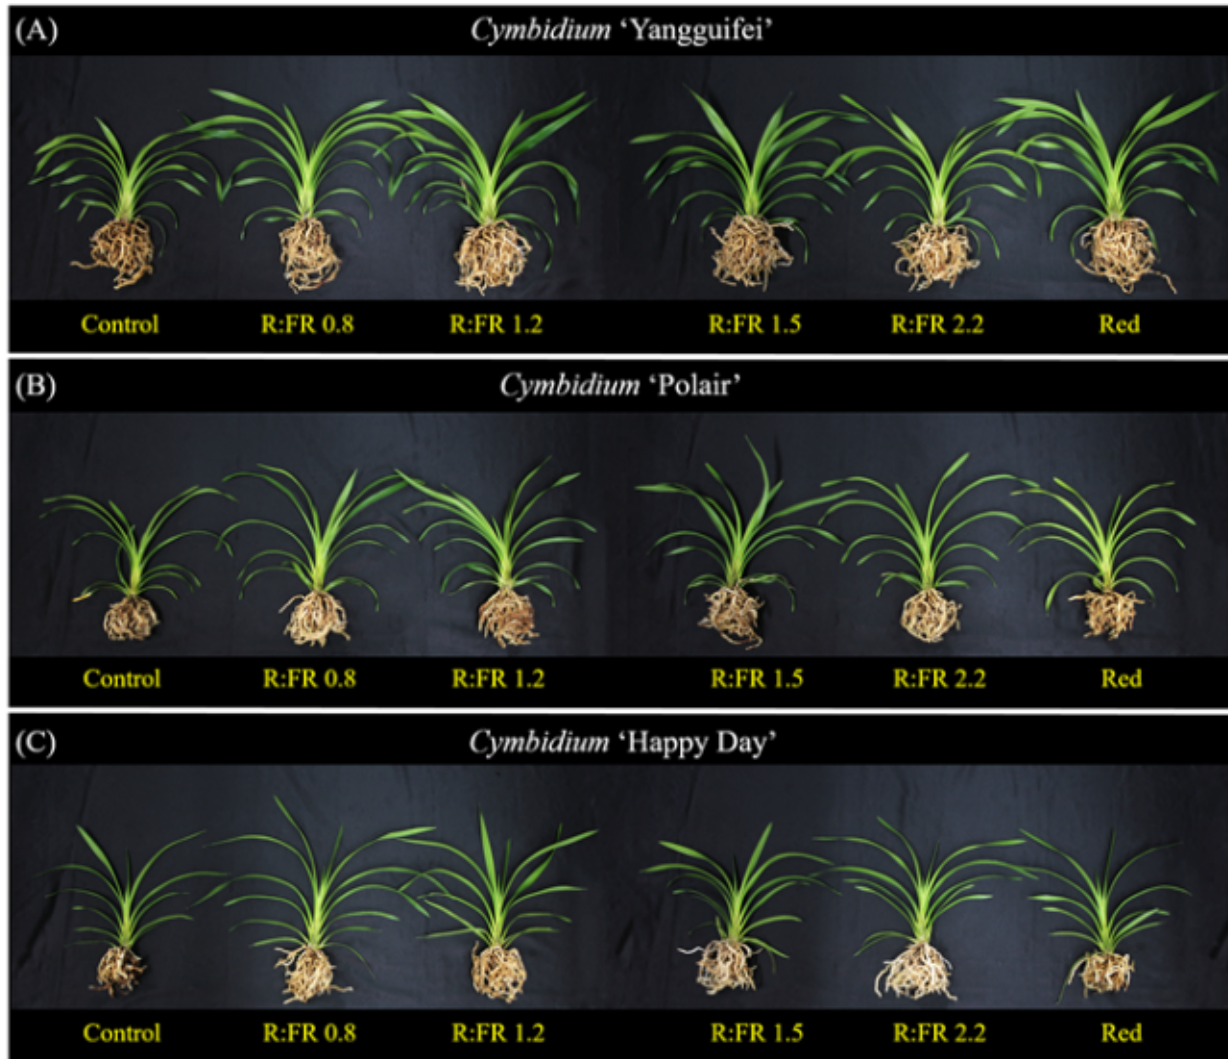 (A) Cymbidium ‘Yangguifei’
Control R:FR 0.8 R:FR 1.2 R:FR 1.5 R:FR 2.2 Red
(B) Cymbidium ‘Polair’
Control R:FR 0.8 R:FR 1.2 R:FR 1.5 R:FR 2.2 Red
(C) Cymbidium ‘Happy Day’
Control R:FR 0.8 R:FR 1.2 R:FR 1.5 R:FR 2.2 Red